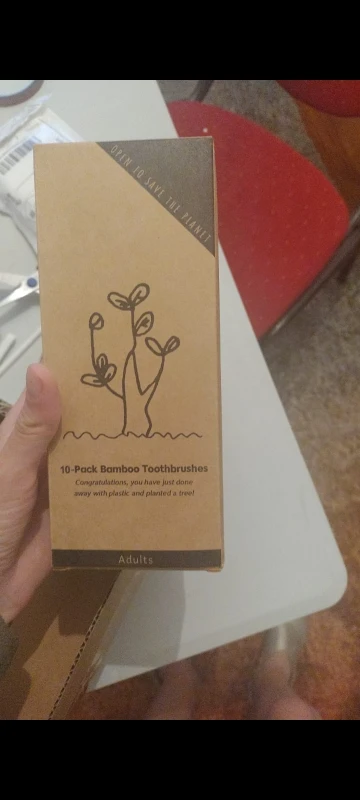 OPEN TO SAVE THE PLANET
10-Pack Bamboo Toothbrushes
Congratulations, you have just done
away with plastic and planted a tree!
Adults